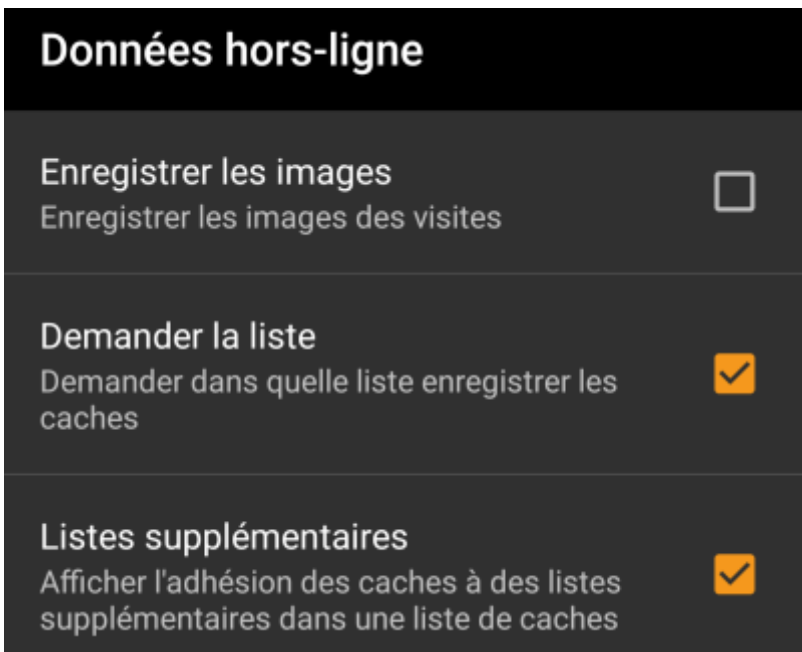 Données hors-ligne
Enregistrer les images
Enregistrer les images des visites
Demander la liste
Demander dans quelle liste enregistrer les
caches
Listes supplémentaires
Afficher l'adhésion des caches à des listes
supplémentaires dans une liste de caches